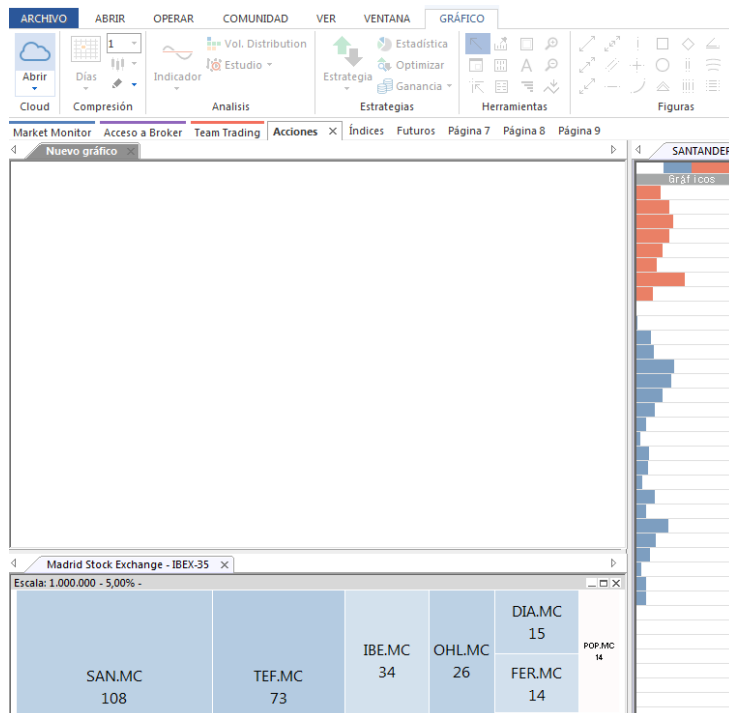 ARCHIVO ABRIR OPERAR COMUNIDAD VER VENTANA GRÁFICO
1 Vol. Distribution Estadística
Estudio Optimizar
Abrir Días Indicador Estrategia Ganancia
Cloud Compresión Analisis Estrategias Herramientas Figuras
Market Monitor Acceso a Broker Team Trading Acciones Índices Futuros Página 7 Página 8 Página 9
Nuevo gráfico SANTANDER
Gráficos
Madrid Stock Exchange - IBEX-35
Escala: 1.000.000 - 5,00% -
SAN.MC
108
TEF.MC
73
IBE.MC
34
OHL.MC
26
DIA.MC
15
FER.MC
14
POP.MC
14